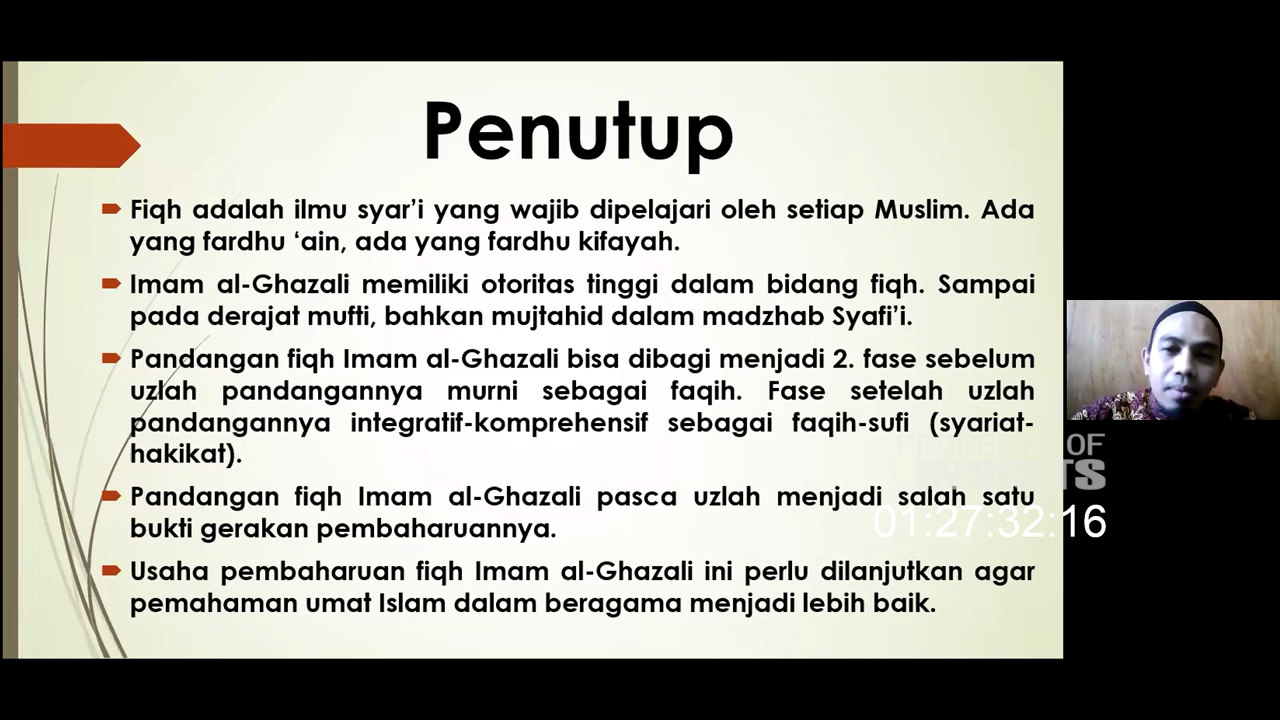 Penutup
Fiqh adalah ilmu syar’i yang wajib dipelajari oleh setiap Muslim. Ada
yang fardhu ‘ain, ada yang fardhu kifayah.
Imam al-Ghazali memiliki otoritas tinggi dalam bidang fiqh. Sampai
pada derajat mufti, bahkan mujtahid dalam madzhab Syafi’i.
Pandangan fiqh Imam al-Ghazali bisa dibagi menjadi 2. fase sebelum
uzlah pandangannya murni sebagai faqih. Fase setelah uzlah
pandangannya integratif-komprehensif sebagai faqih-sufi (syariat-
hakikat).
Pandangan fiqh Imam al-Ghazali pasca uzlah menjadi salah satu
bukti gerakan pembaharuannya.
Usaha pembaharuan fiqh Imam al-Ghazali ini perlu dilanjutkan agar
pemahaman umat Islam dalam beragama menjadi lebih baik.
PROPERTY OF
INSISTS
01:27:32:16